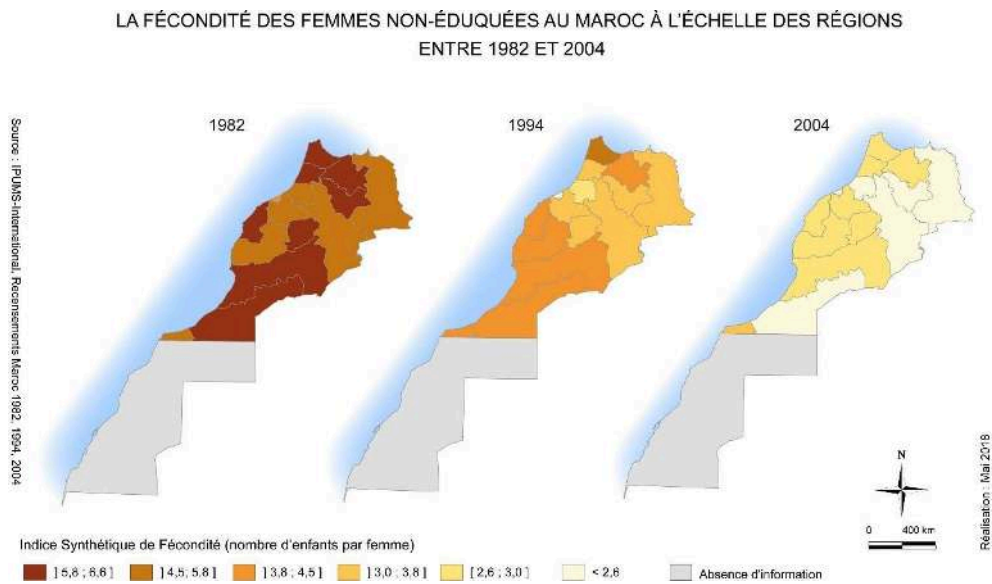 LA FÉCONDITÉ DES FEMMES NON-ÉDUQUÉES AU MAROC À L'ÉCHELLE DES RÉGIONS
ENTRE 1982 ET 2004
1982
1994
2004
Source : IPUMS-International, Recensements Maroc 1982, 1994, 2004
N
0 400 km
Réalisation : Mai 2018
Indice Synthétique de Fécondité (nombre d'enfants par femme)
] 5,8 ; 6,6 ] ] 4,5; 5,8 ] ] 3,8 ; 4,5 ] ] 3,0 ; 3,8 ] [ 2,6 ; 3,0 ] < 2,6 Absence d'information